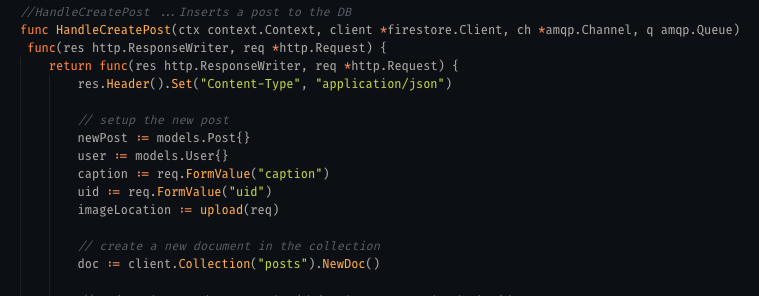 //HandleCreatePost ... Inserts a post to the DB
func HandleCreatePost(ctx context.Context, client *firestore.Client, ch *amqp.Channel, q amqp.Queue)
func(res http.ResponseWriter, req *http.Request) {
return func(res http.ResponseWriter, req *http.Request) {
res.Header().Set("Content-Type", "application/json")
// setup the new post
newPost := models.Post{}
user := models.User{}
caption := req.FormValue("caption")
uid := req.FormValue("uid")
imageLocation := upload(req)
// create a new document in the collection
doc := client.Collection("posts").NewDoc()